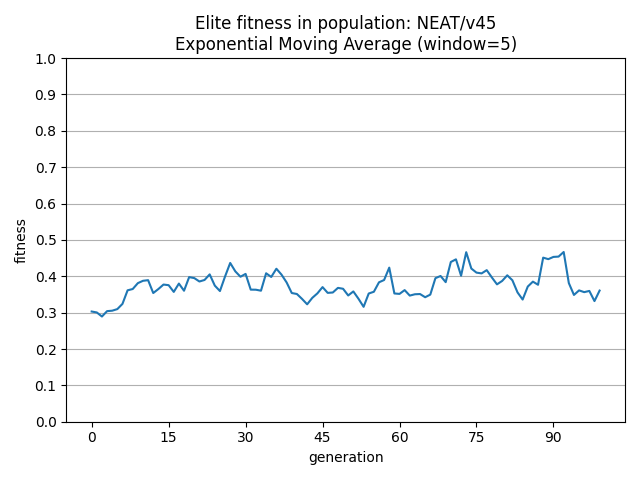 Elite fitness in population: NEAT/v45
Exponential Moving Average (window=5)
1.0
0.9
0.8
0.7
0.6
0.5
0.4
0.3
0.2
0.1
0.0
fitness
0 15 30 45 60 75 90
generation